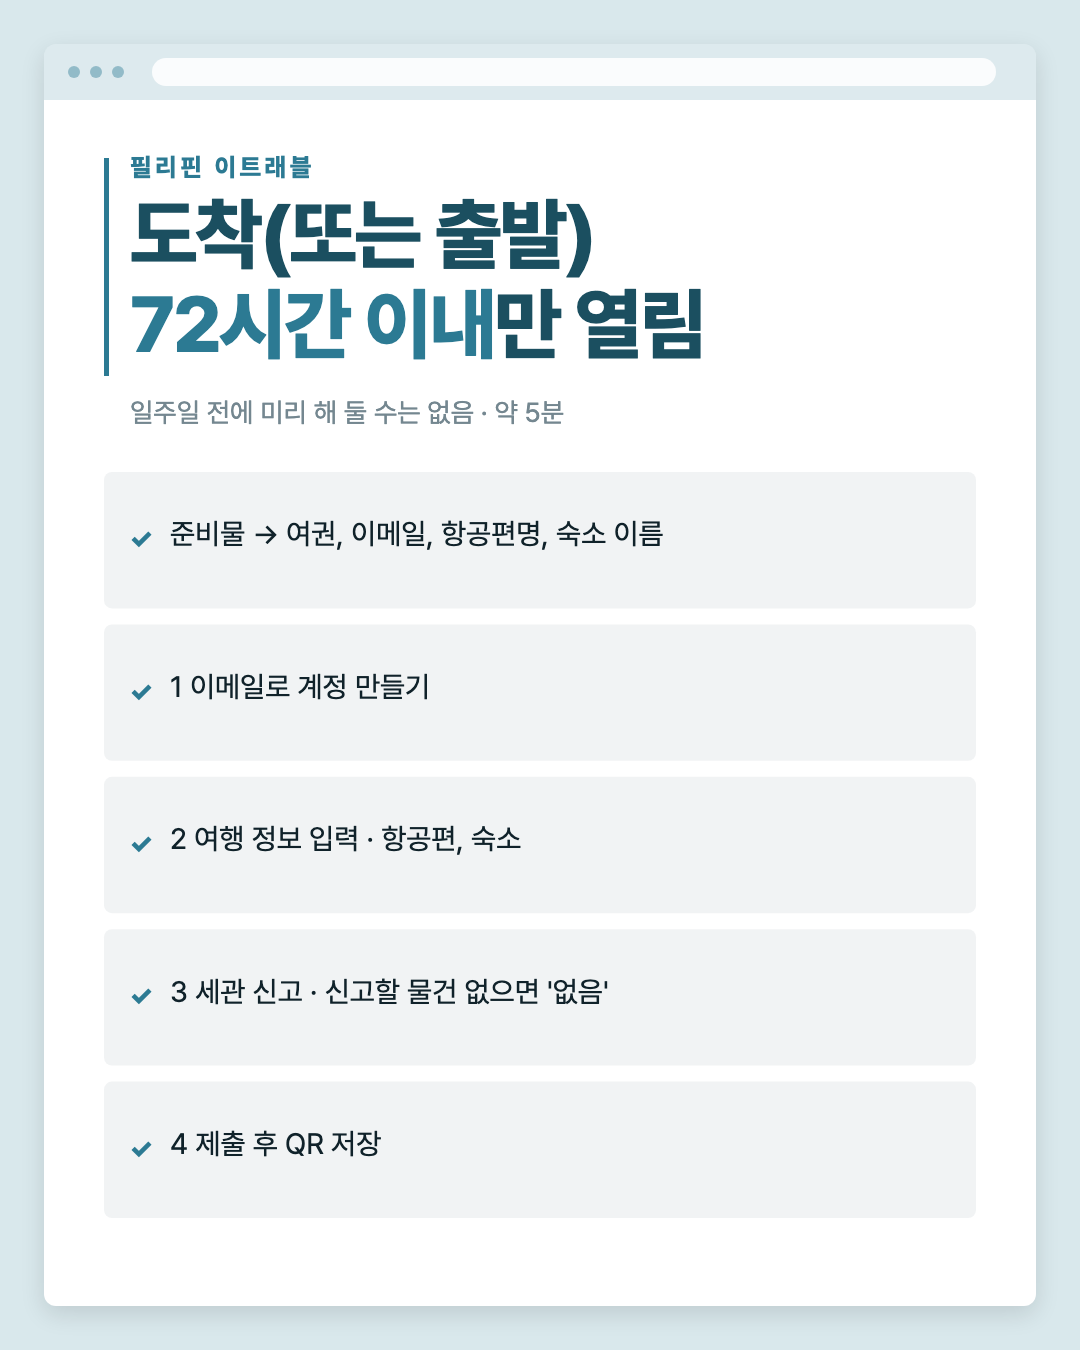 필리핀 이트래블
도착(또는 출발)
72시간 이내만 열림
일주일 전에 미리 해 둘 수는 없음 · 약 5분
준비물 → 여권, 이메일, 항공편명, 숙소 이름
1 이메일로 계정 만들기
2 여행 정보 입력 · 항공편, 숙소
3 세관 신고 · 신고할 물건 없으면 '없음'
4 제출 후 QR 저장